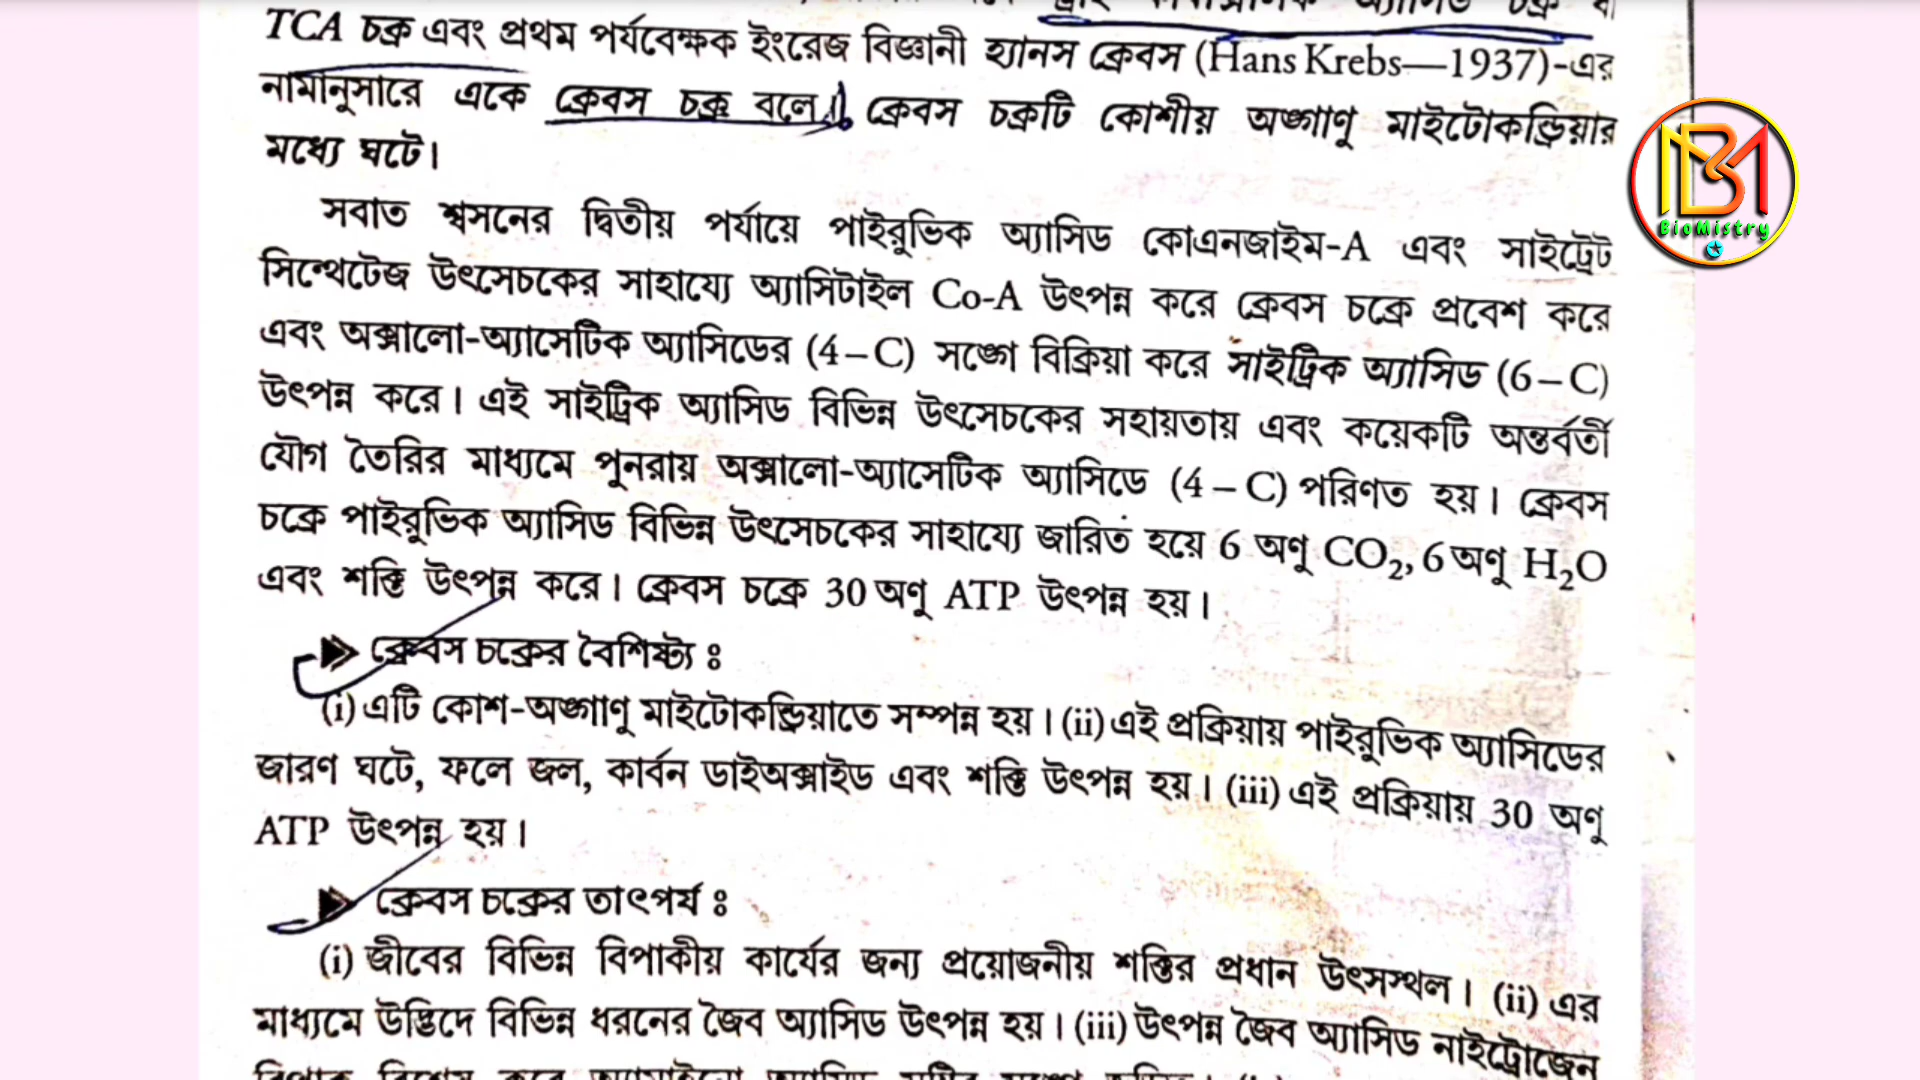 অ্যাসিড চক্র বা
TCA চক্র এবং প্রথম পর্যবেক্ষক ইংরেজ বিজ্ঞানী হ্যানস ক্রেবস (Hans Krebs—1937)-এর
নামানুসারে একে ক্রেবস চক্র বলে। ক্রেবস চক্রটি কোশীয় অঙ্গাণু মাইটোকন্ড্রিয়ার
মধ্যে ঘটে।
সবাত শ্বসনের দ্বিতীয় পর্যায়ে পাইরুভিক অ্যাসিড কোএনজাইম-A এবং সাইট্রেট
সিন্থেটেজ উৎসেচকের সাহায্যে অ্যাসিটাইল Co-A উৎপন্ন করে ক্রেবস চক্রে প্রবেশ করে
এবং অক্সালো-অ্যাসেটিক অ্যাসিডের (4–C) সঙ্গে বিক্রিয়া করে সাইট্রিক অ্যাসিড (6–C)
উৎপন্ন করে। এই সাইট্রিক অ্যাসিড বিভিন্ন উৎসেচকের সহায়তায় এবং কয়েকটি অন্তর্বর্তী
যৌগ তৈরির মাধ্যমে পুনরায় অক্সালো-অ্যাসেটিক অ্যাসিডে (4–C) পরিণত হয়। ক্রেবস
চক্রে পাইরুভিক অ্যাসিড বিভিন্ন উৎসেচকের সাহায্যে জারিত হয়ে 6 অণু CO₂, 6 অণু H₂O
এবং শক্তি উৎপন্ন করে। ক্রেবস চক্রে 30 অণু ATP উৎপন্ন হয়।
ক্রেবস চক্রের বৈশিষ্ট্য ঃ
(i) এটি কোশ-অঙ্গাণু মাইটোকন্ড্রিয়াতে সম্পন্ন হয়। (ii) এই প্রক্রিয়ায় পাইরুভিক অ্যাসিডের
জারণ ঘটে, ফলে জল, কার্বন ডাইঅক্সাইড এবং শক্তি উৎপন্ন হয়। (iii) এই প্রক্রিয়ায় 30 অণু
ATP উৎপন্ন হয়।
ক্রেবস চক্রের তাৎপর্য ঃ
(i) জীবের বিভিন্ন বিপাকীয় কার্যের জন্য প্রয়োজনীয় শক্তির প্রধান উৎসস্থল। (ii) এর
মাধ্যমে উদ্ভিদে বিভিন্ন ধরনের জৈব অ্যাসিড উৎপন্ন হয়। (iii) উৎপন্ন জৈব অ্যাসিড নাইট্রোজেন
BM
BioMistry